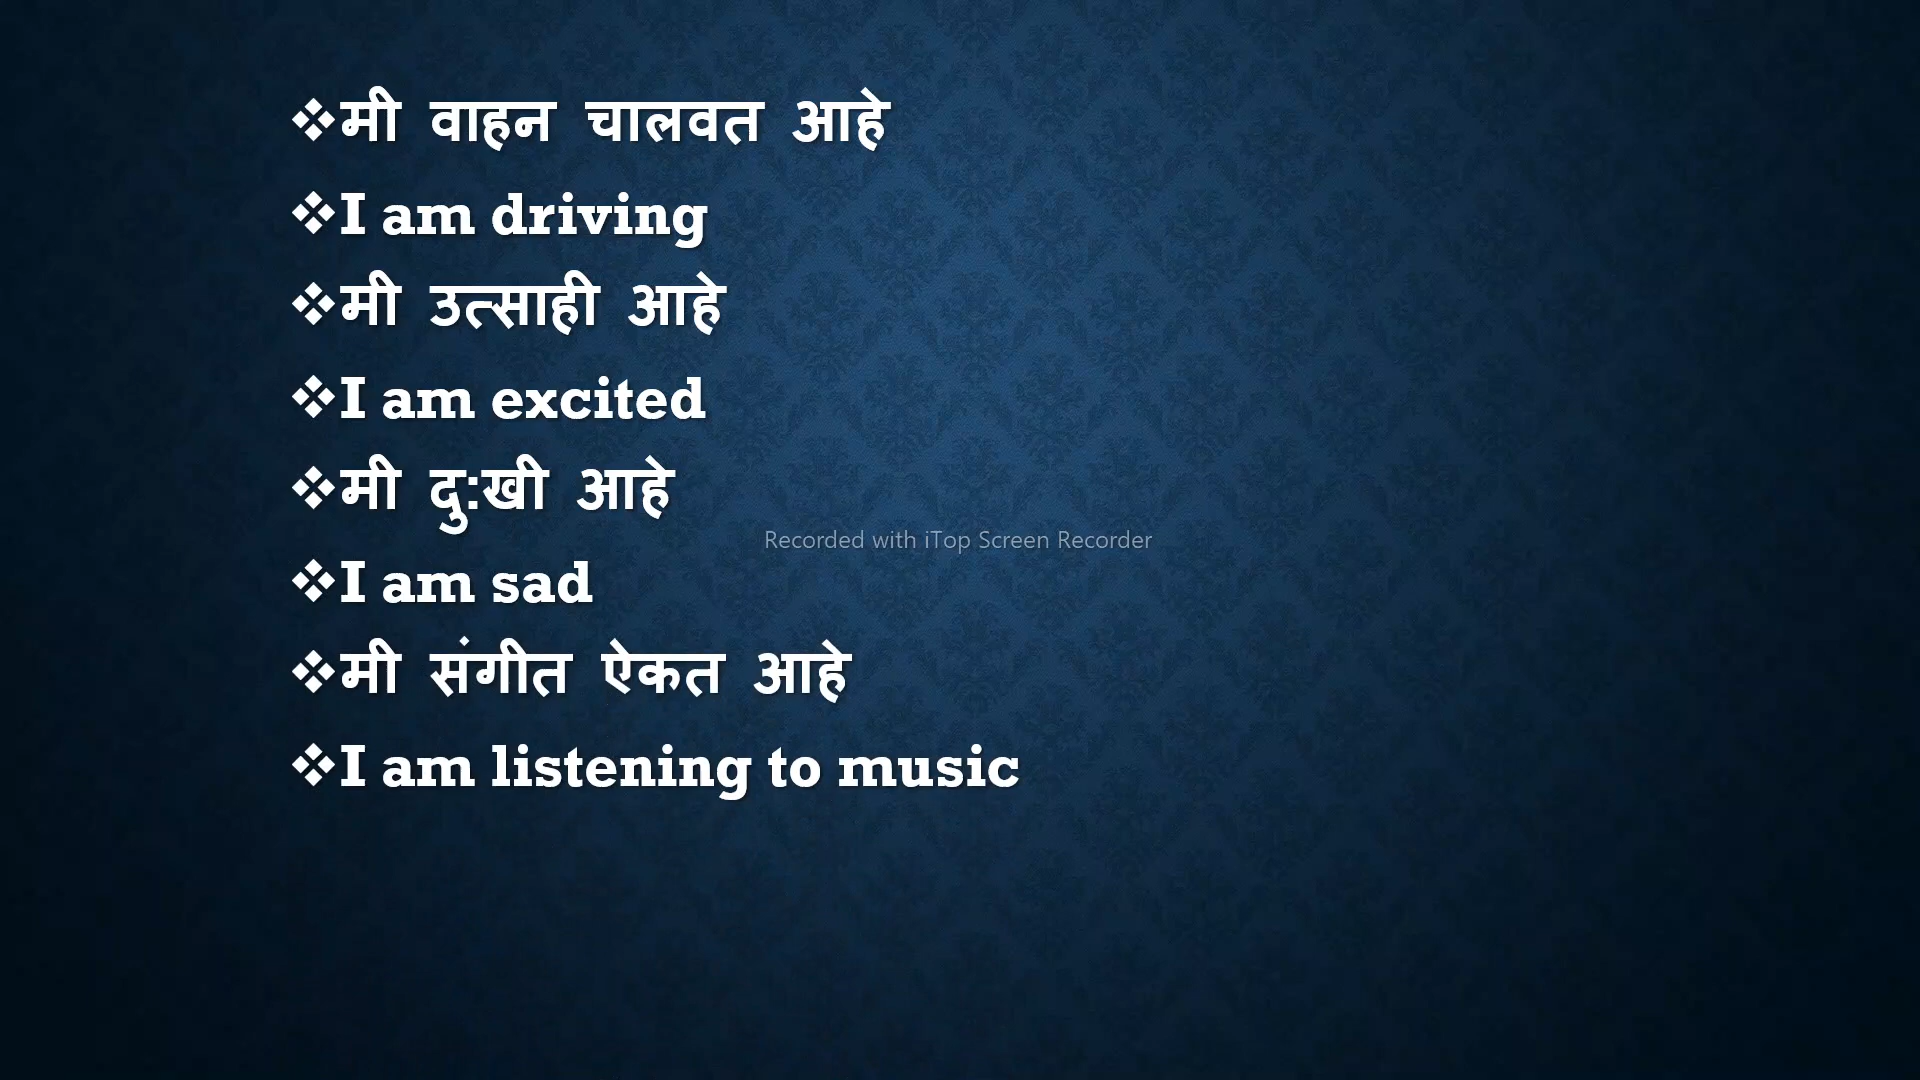 ❖मी वाहन चालवत आहे
❖I am driving
❖मी उत्साही आहे
❖I am excited
❖मी दु:खी आहे
Recorded with iTop Screen Recorder
❖I am sad
❖मी संगीत ऐकत आहे
❖I am listening to music